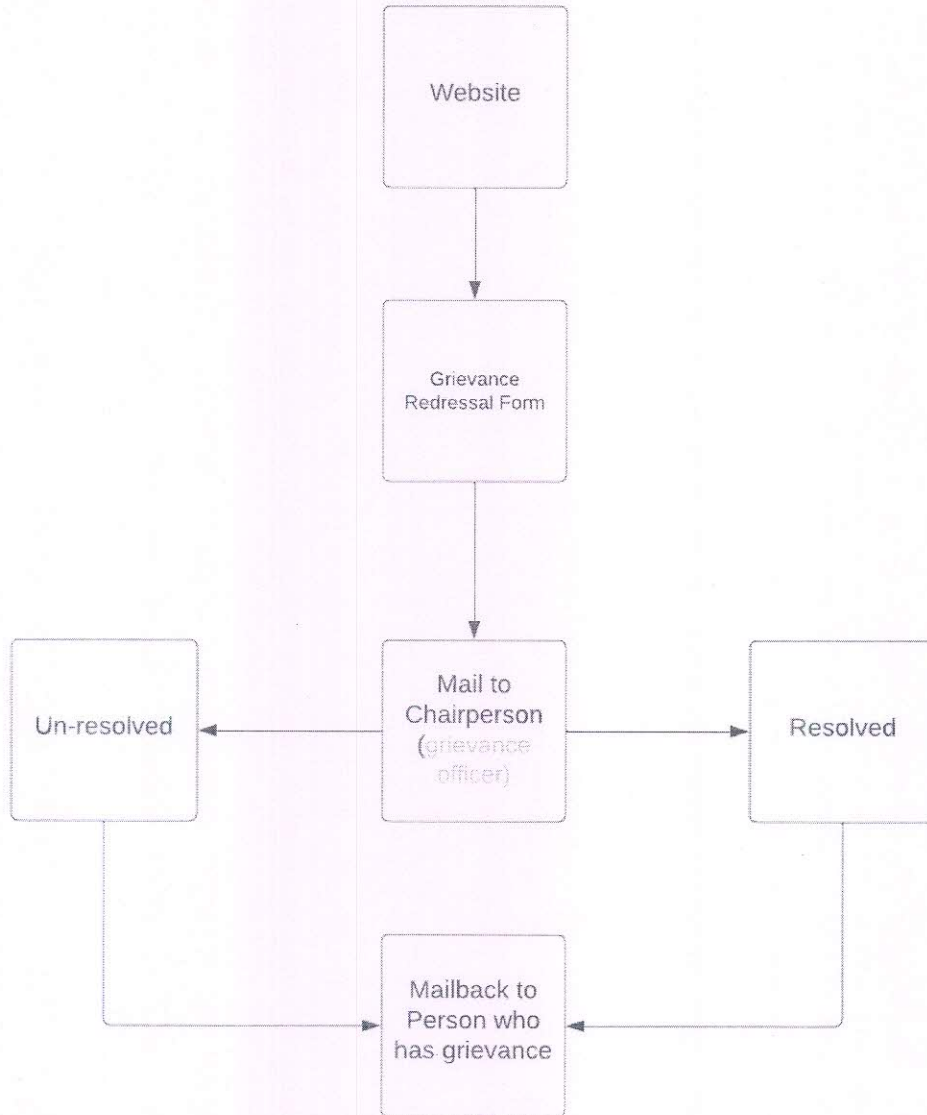 Website
Grievance
Redressal Form
Mail to
Chairperson
(grievance
officer)
Un-resolved
Resolved
Mailback to
Person who
has grievance